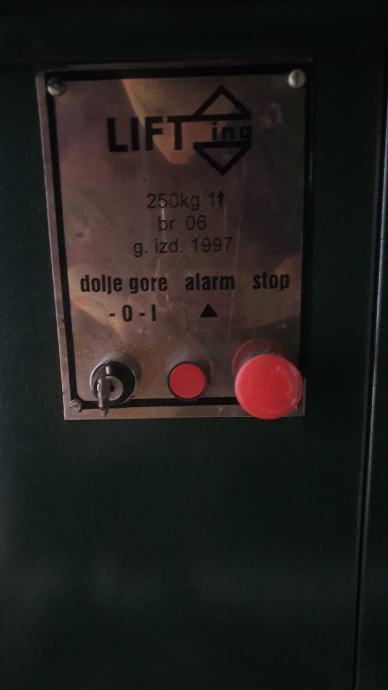 LIFT ing
250kg 1
br 06
g. izd. 1997
dolje gore alarm stop
- 0 - I